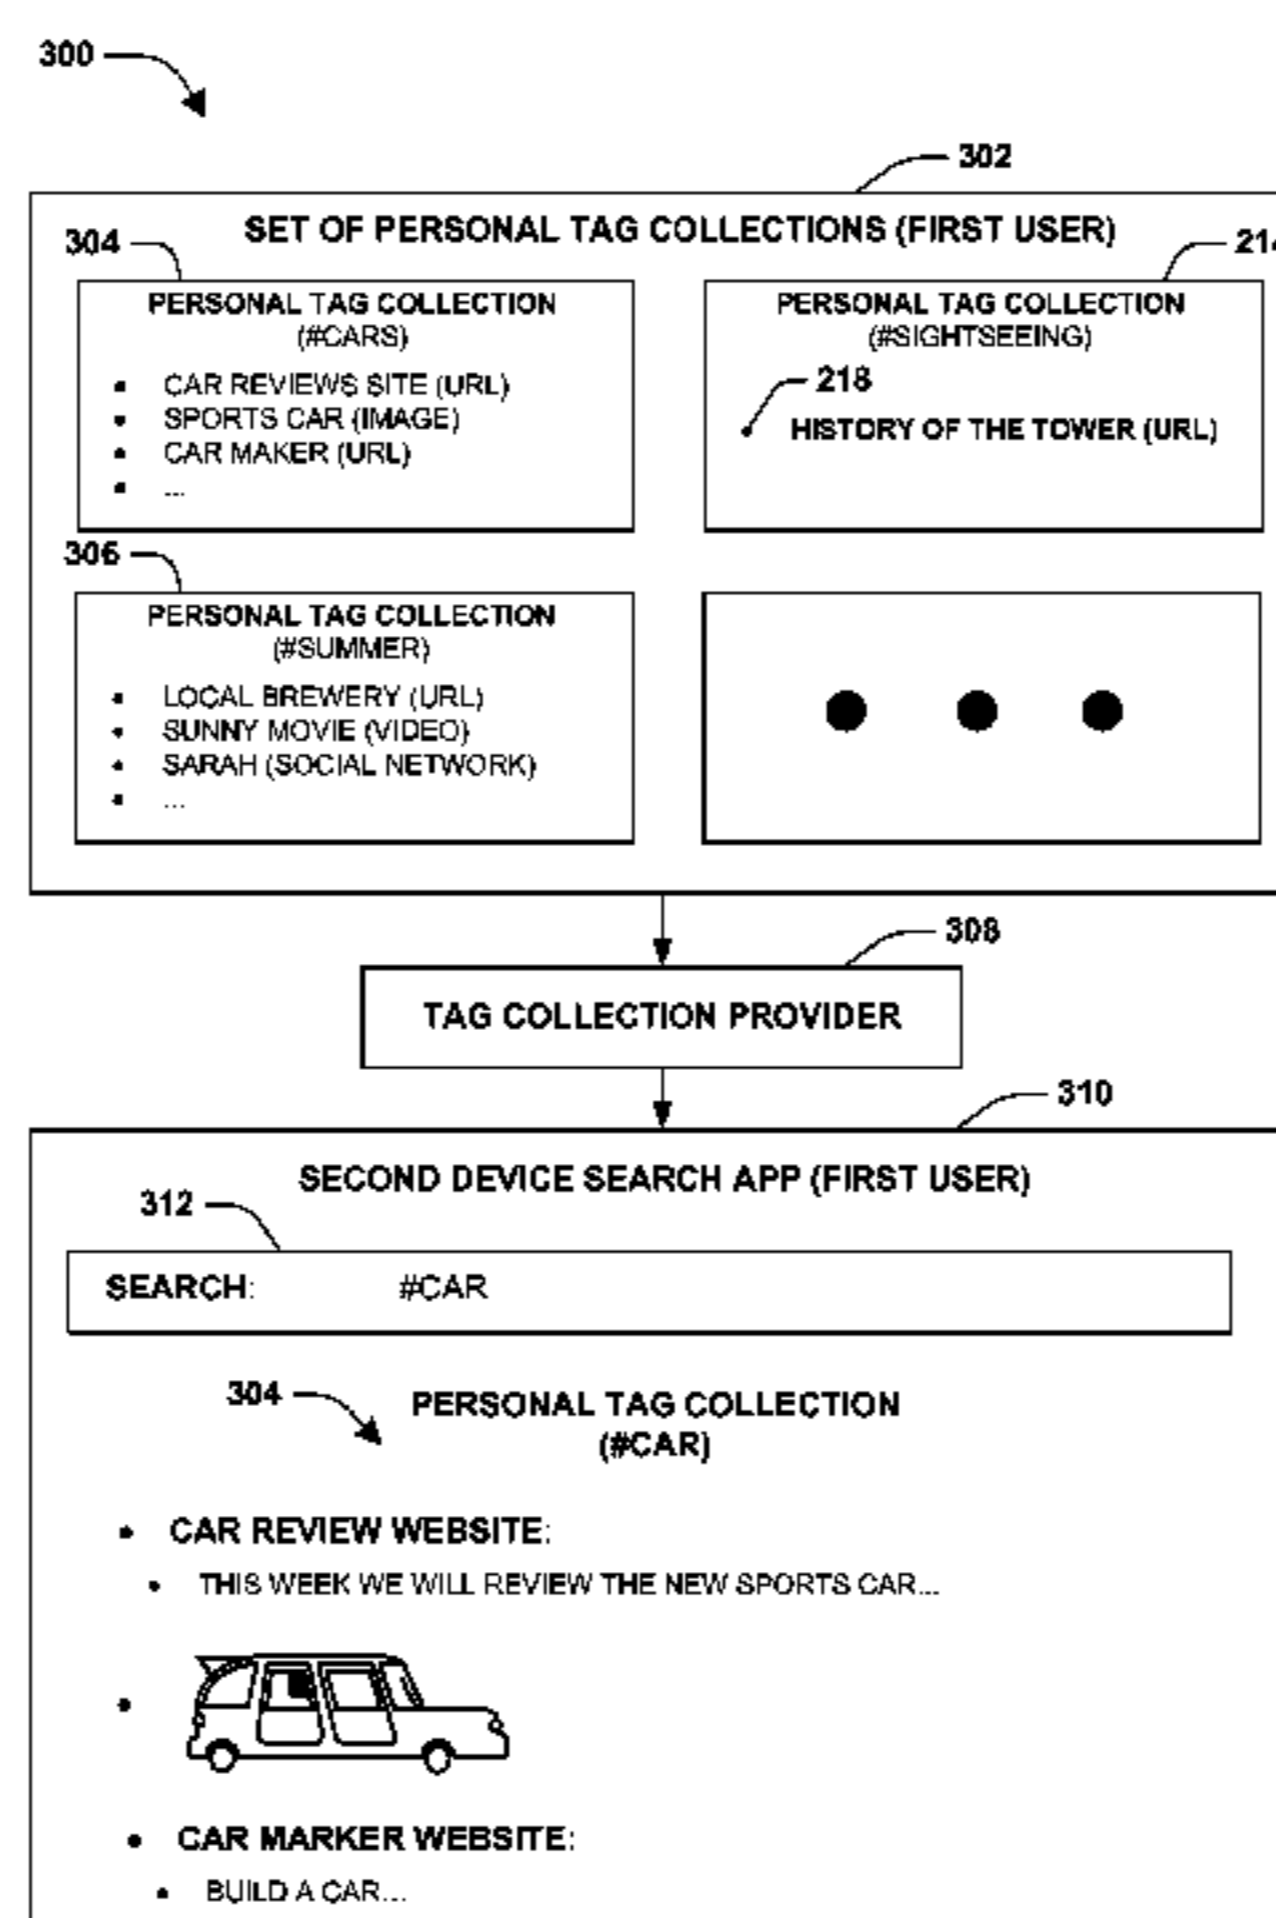 300
302
SET OF PERSONAL TAG COLLECTIONS (FIRST USER)
304
PERSONAL TAG COLLECTION
(#CARS)
• CAR REVIEWS SITE (URL)
• SPORTS CAR (IMAGE)
• CAR MAKER (URL)
• ...
214
PERSONAL TAG COLLECTION
(#SIGHTSEEING)
218
• HISTORY OF THE TOWER (URL)
306
PERSONAL TAG COLLECTION
(#SUMMER)
• LOCAL BREWERY (URL)
• SUNNY MOVIE (VIDEO)
• SARAH (SOCIAL NETWORK)
• ...
308
TAG COLLECTION PROVIDER
310
SECOND DEVICE SEARCH APP (FIRST USER)
312
SEARCH: #CAR
304
PERSONAL TAG COLLECTION
(#CAR)
• CAR REVIEW WEBSITE:
• THIS WEEK WE WILL REVIEW THE NEW SPORTS CAR...
•
• CAR MARKER WEBSITE:
• BUILD A CAR...